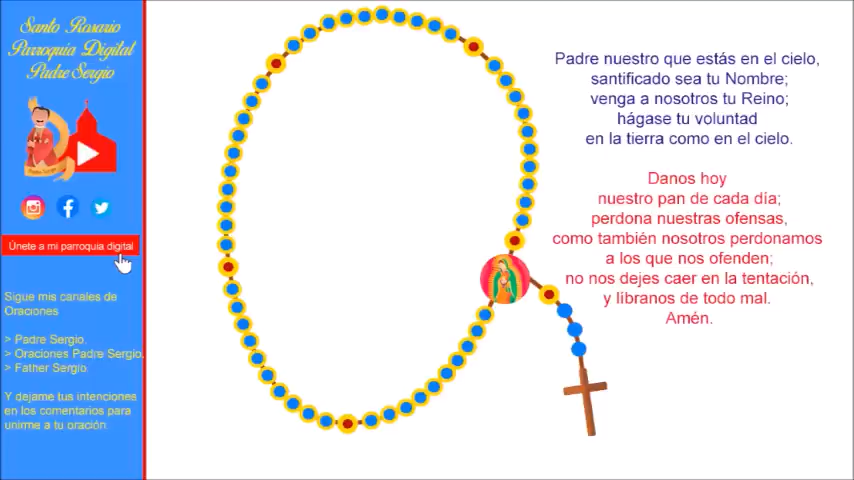 Santo Rosario
Parroquia Digital
Padre Sergio
Únete a mi parroquia digital
Sigue mis canales de
Oraciones
> Padre Sergio.
> Oraciones Padre Sergio.
> Father Sergio.
Y dejame tus intenciones
en los comentarios para
unirme a tu oración.
Padre nuestro que estás en el cielo,
santificado sea tu Nombre;
venga a nosotros tu Reino;
hágase tu voluntad
en la tierra como en el cielo.
Danos hoy
nuestro pan de cada día;
perdona nuestras ofensas,
como también nosotros perdonamos
a los que nos ofenden;
no nos dejes caer en la tentación,
y líbranos de todo mal.
Amén.